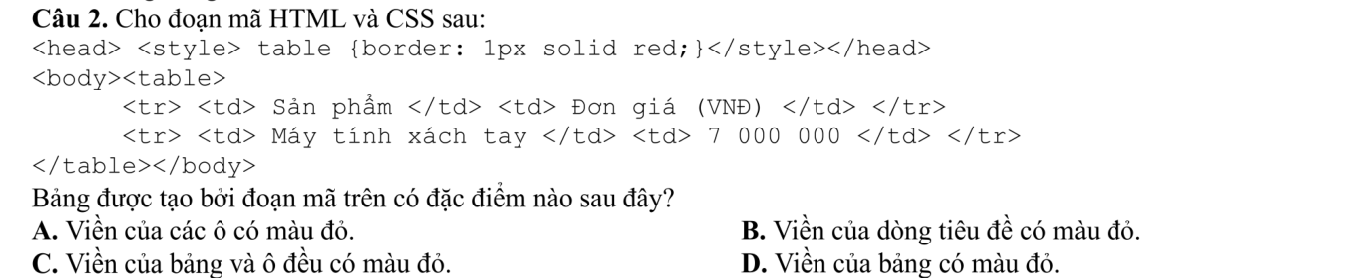 Câu 2. Cho đoạn mã HTML và CSS sau:
<head> <style> table {border: 1px solid red;}</style></head>
<body><table>
<tr> <td> Sản phẩm </td> <td> Đơn giá (VNĐ) </td> </tr>
<tr> <td> Máy tính xách tay </td> <td> 7 000 000 </td> </tr>
</table></body>
Bảng được tạo bởi đoạn mã trên có đặc điểm nào sau đây?
A. Viền của các ô có màu đỏ. B. Viền của dòng tiêu đề có màu đỏ.
C. Viền của bảng và ô đều có màu đỏ. D. Viền của bảng có màu đỏ.